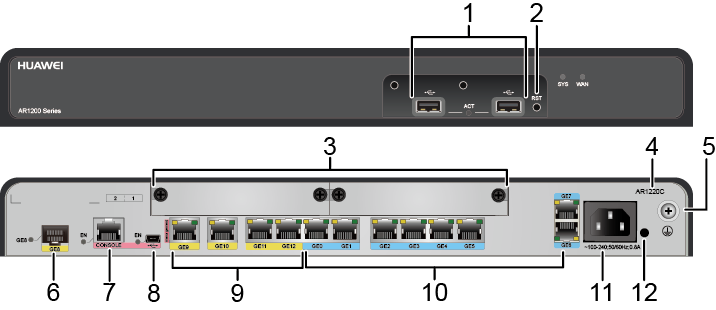 1 2
HUAWEI
SYS WAN
RST
ACT
AR1200 Series
3 4 5
AR1220C
2 1
GE7
GE8 EN EN
GE8 CONSOLE GE9 GE10 GE11 GE12 GE0 GE1 GE2 GE3 GE4 GE5 GE6
~100-240;50/60Hz;0.8A
6 7 8 9 10 11 12